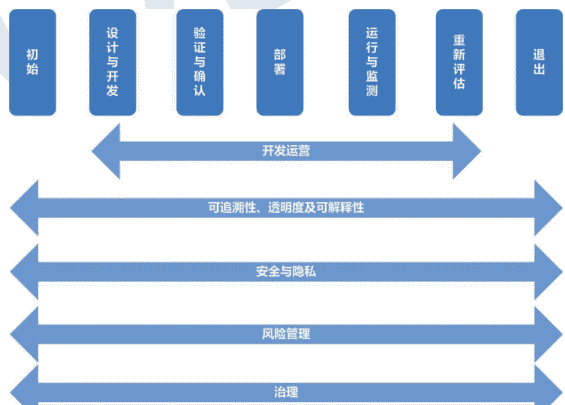 初始
设计与开发
验证与确认
部署
运行与监测
重新评估
退出
开发运营
可追溯性、透明度及可解释性
安全与隐私
风险管理
治理